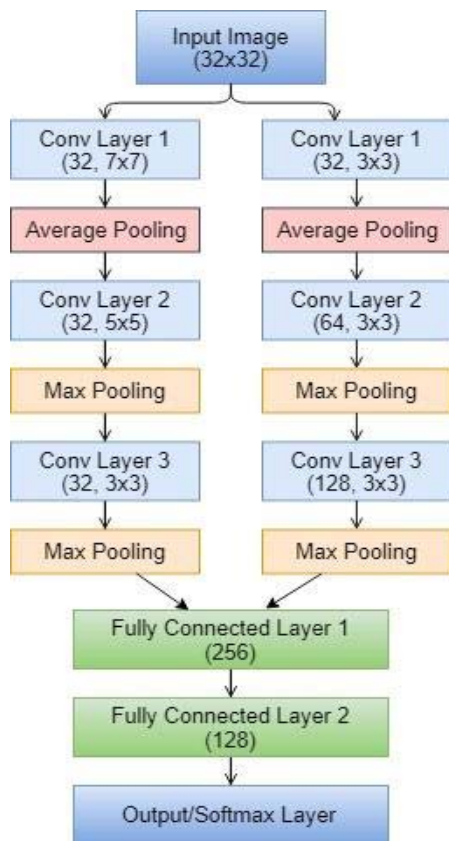 Input Image
(32x32)
Conv Layer 1
(32, 7x7)
Average Pooling
Conv Layer 2
(32, 5x5)
Max Pooling
Conv Layer 3
(32, 3x3)
Max Pooling
Conv Layer 1
(32, 3x3)
Average Pooling
Conv Layer 2
(64, 3x3)
Max Pooling
Conv Layer 3
(128, 3x3)
Max Pooling
Fully Connected Layer 1
(256)
Fully Connected Layer 2
(128)
Output/Softmax Layer